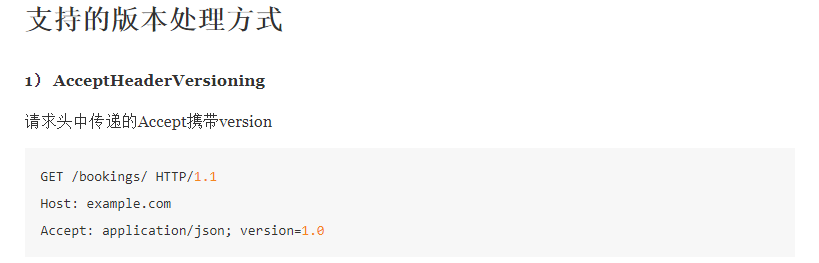 支持的版本处理方式
1） AcceptHeaderVersioning
请求头中传递的Accept携带version
GET /bookings/ HTTP/1.1
Host: example.com
Accept: application/json; version=1.0